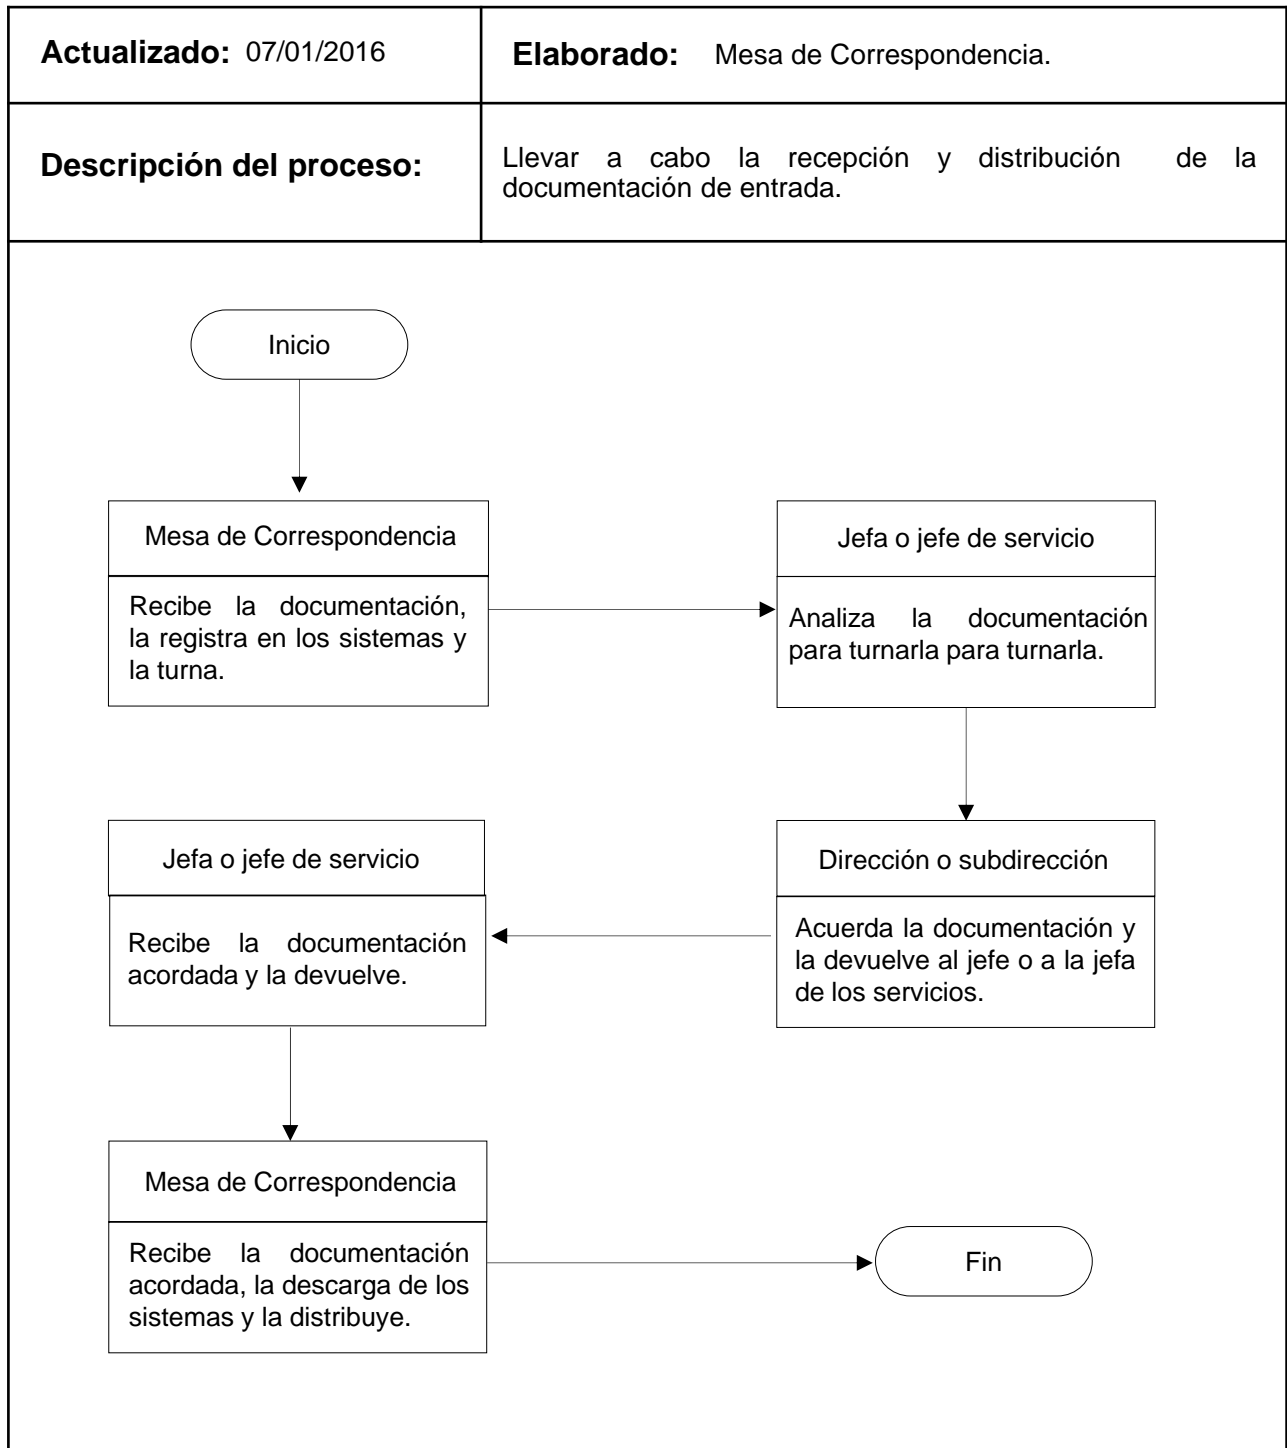 Actualizado: 07/01/2016
Elaborado: Mesa de Correspondencia.
Descripción del proceso:
Llevar a cabo la recepción y distribución de la
documentación de entrada.
Inicio
Mesa de Correspondencia
Recibe la documentación,
la registra en los sistemas y
la turna.
Jefa o jefe de servicio
Analiza la documentación
para turnarla para turnarla.
Dirección o subdirección
Acuerda la documentación y
la devuelve al jefe o a la jefa
de los servicios.
Jefa o jefe de servicio
Recibe la documentación
acordada y la devuelve.
Mesa de Correspondencia
Recibe la documentación
acordada, la descarga de los
sistemas y la distribuye.
Fin